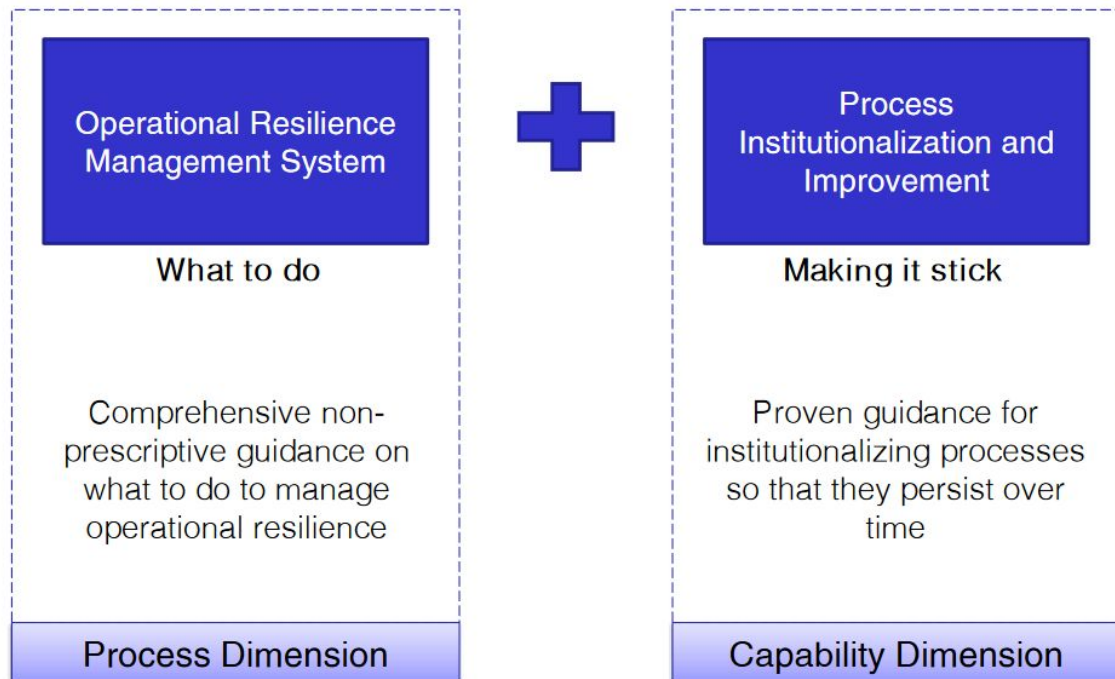 Operational Resilience
Management System
What to do
Comprehensive non-
prescriptive guidance on
what to do to manage
operational resilience
Process Dimension
Process
Institutionalization and
Improvement
Making it stick
Proven guidance for
institutionalizing processes
so that they persist over
time
Capability Dimension